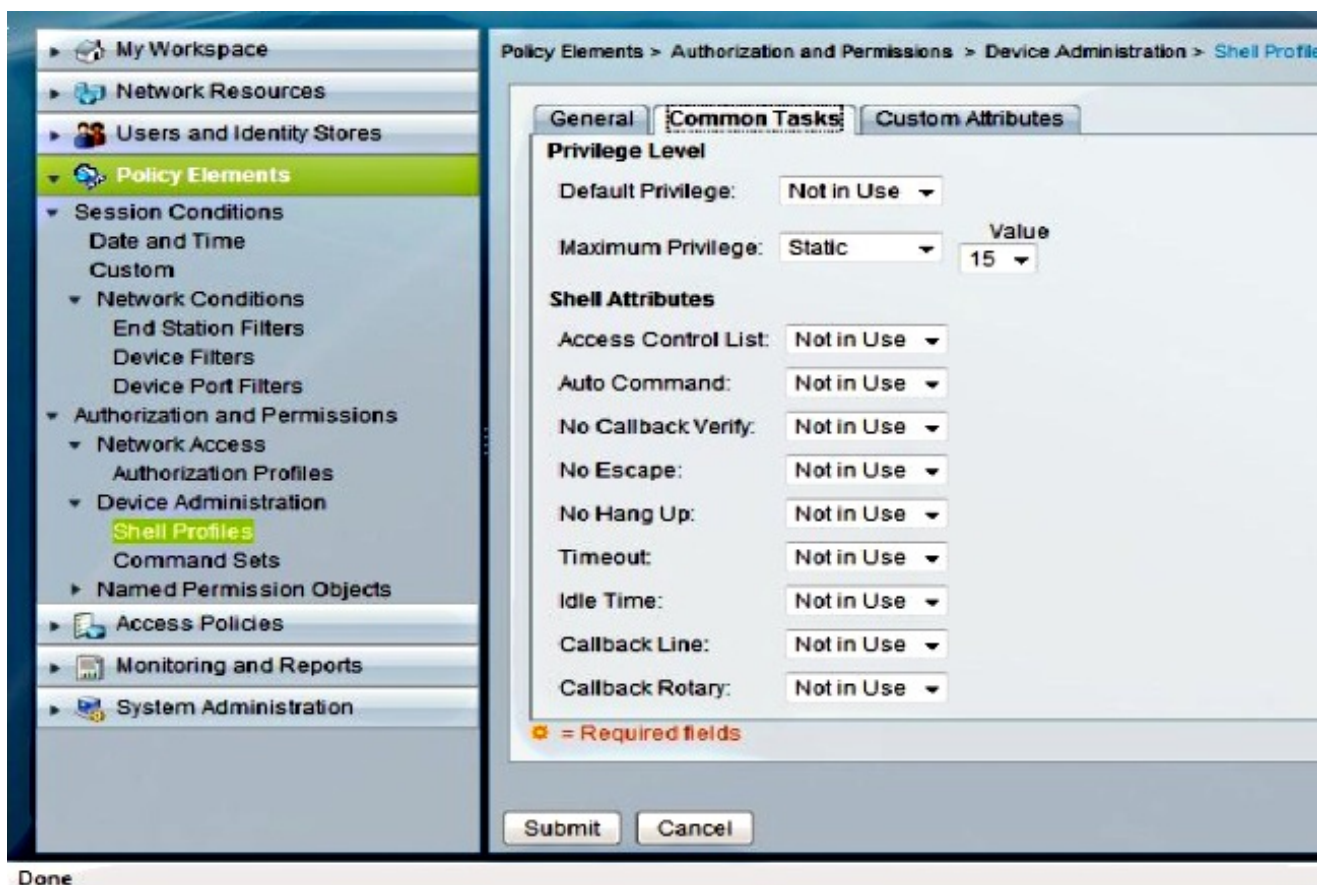 My Workspace
Network Resources
Users and Identity Stores
Policy Elements
Session Conditions
Date and Time
Custom
Network Conditions
End Station Filters
Device Filters
Device Port Filters
Authorization and Permissions
Network Access
Authorization Profiles
Device Administration
Shell Profiles
Command Sets
Named Permission Objects
Access Policies
Monitoring and Reports
System Administration
Policy Elements > Authorization and Permissions > Device Administration > Shell Profile
General Common Tasks Custom Attributes
Privilege Level
Default Privilege: Not in Use
Value
Maximum Privilege: Static 15
Shell Attributes
Access Control List: Not in Use
Auto Command: Not in Use
No Callback Verify: Not in Use
No Escape: Not in Use
No Hang Up: Not in Use
Timeout: Not in Use
Idle Time: Not in Use
Callback Line: Not in Use
Callback Rotary: Not in Use
= Required fields
Submit Cancel
Done